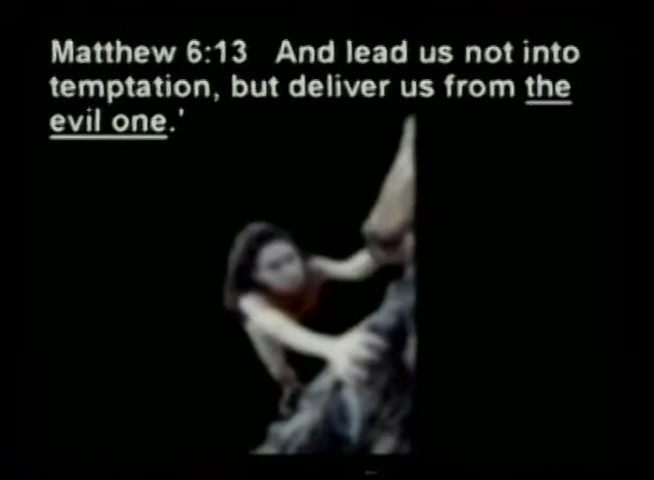 Matthew 6:13 And lead us not into
temptation, but deliver us from the
evil one.'